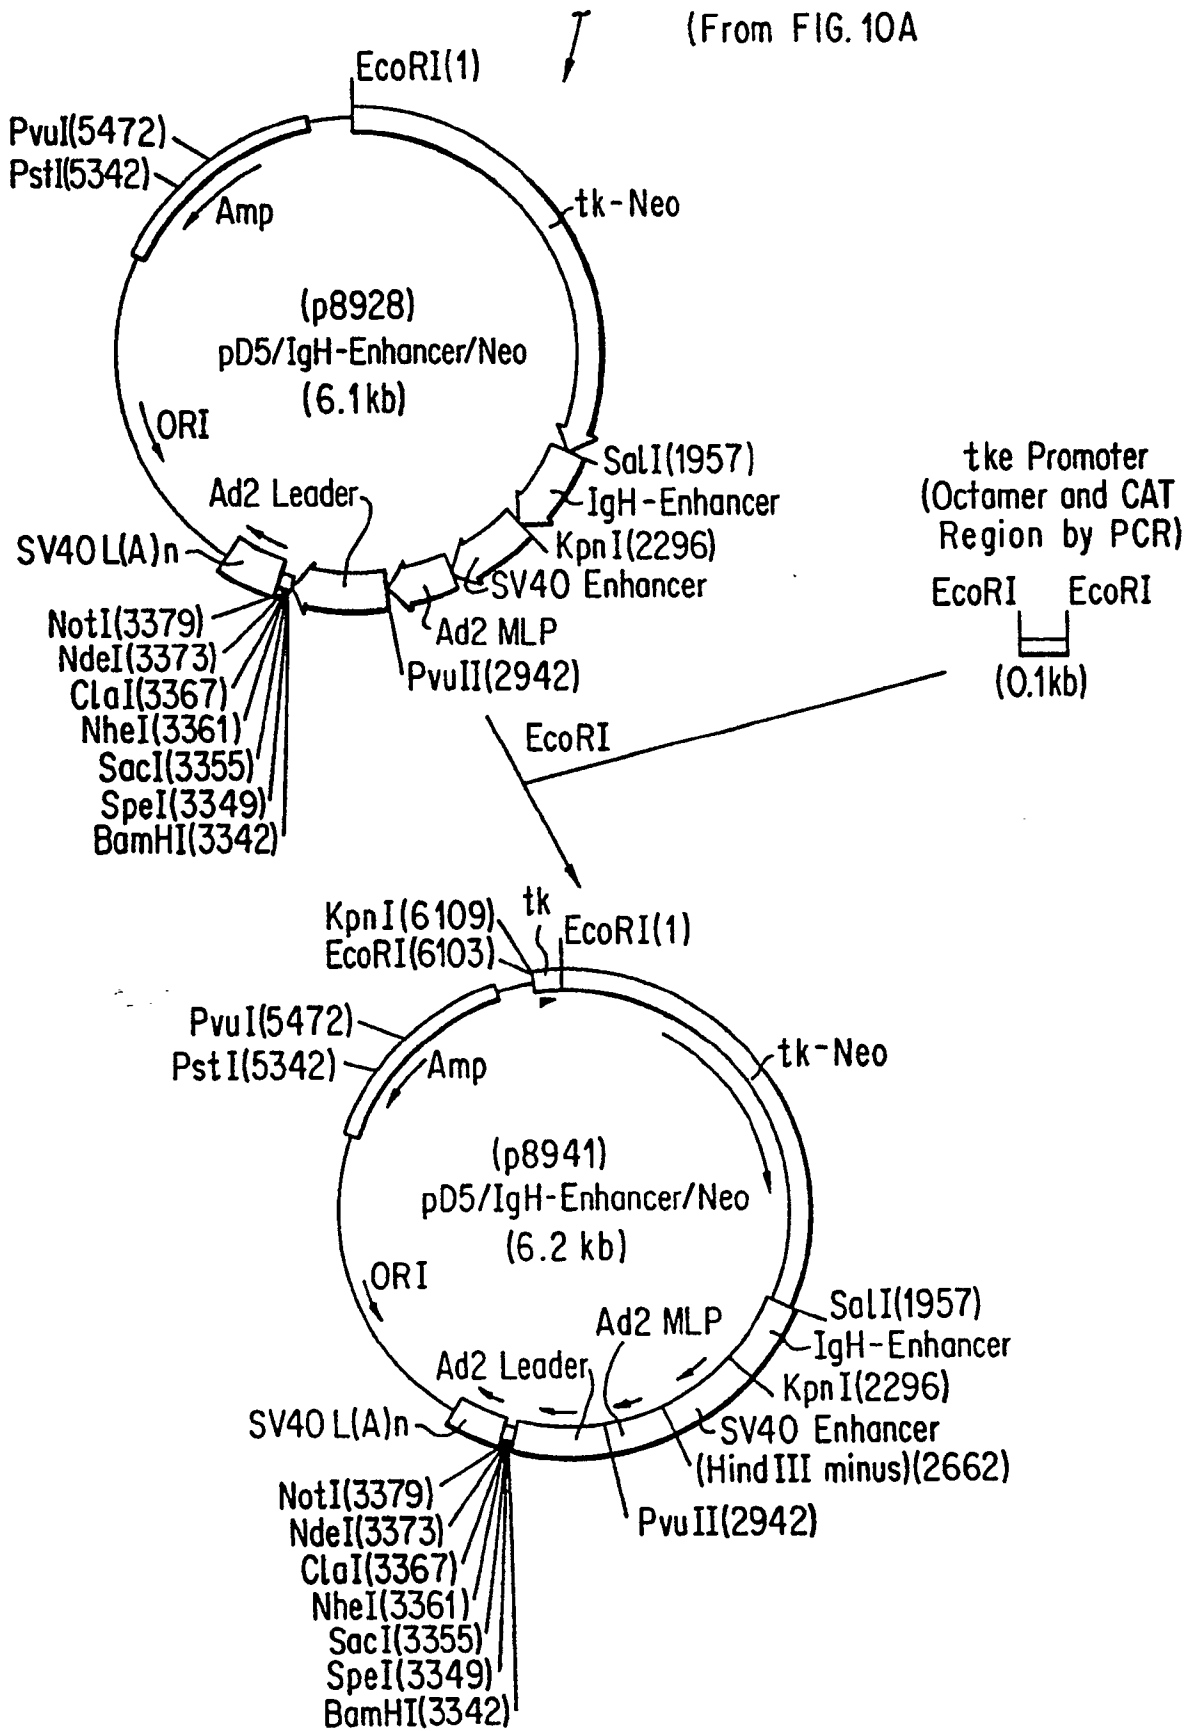 (From FIG. 10A
EcoRI(1)
PvuI(5472)
PstI(5342)
Amp
tk-Neo
(p8928)
pD5/IgH-Enhancer/Neo
(6.1kb)
ORI
SalI(1957)
IgH-Enhancer
KpnI(2296)
SV40 Enhancer
Ad2 Leader
Ad2 MLP
PvuII(2942)
SV40 L(A)n
NotI(3379)
NdeI(3373)
ClaI(3367)
NheI(3361)
SacI(3355)
SpeI(3349)
BamHI(3342)
tke Promoter
(Octamer and CAT
Region by PCR)
EcoRI EcoRI
(0.1kb)
EcoRI
KpnI(6109)
EcoRI(6103)
tk
EcoRI(1)
PvuI(5472)
PstI(5342)
Amp
tk-Neo
(p8941)
pD5/IgH-Enhancer/Neo
(6.2 kb)
ORI
SalI(1957)
IgH-Enhancer
KpnI(2296)
SV40 Enhancer
(Hind III minus)(2662)
PvuII(2942)
Ad2 MLP
Ad2 Leader
SV40 L(A)n
NotI(3379)
NdeI(3373)
ClaI(3367)
NheI(3361)
SacI(3355)
SpeI(3349)
BamHI(3342)